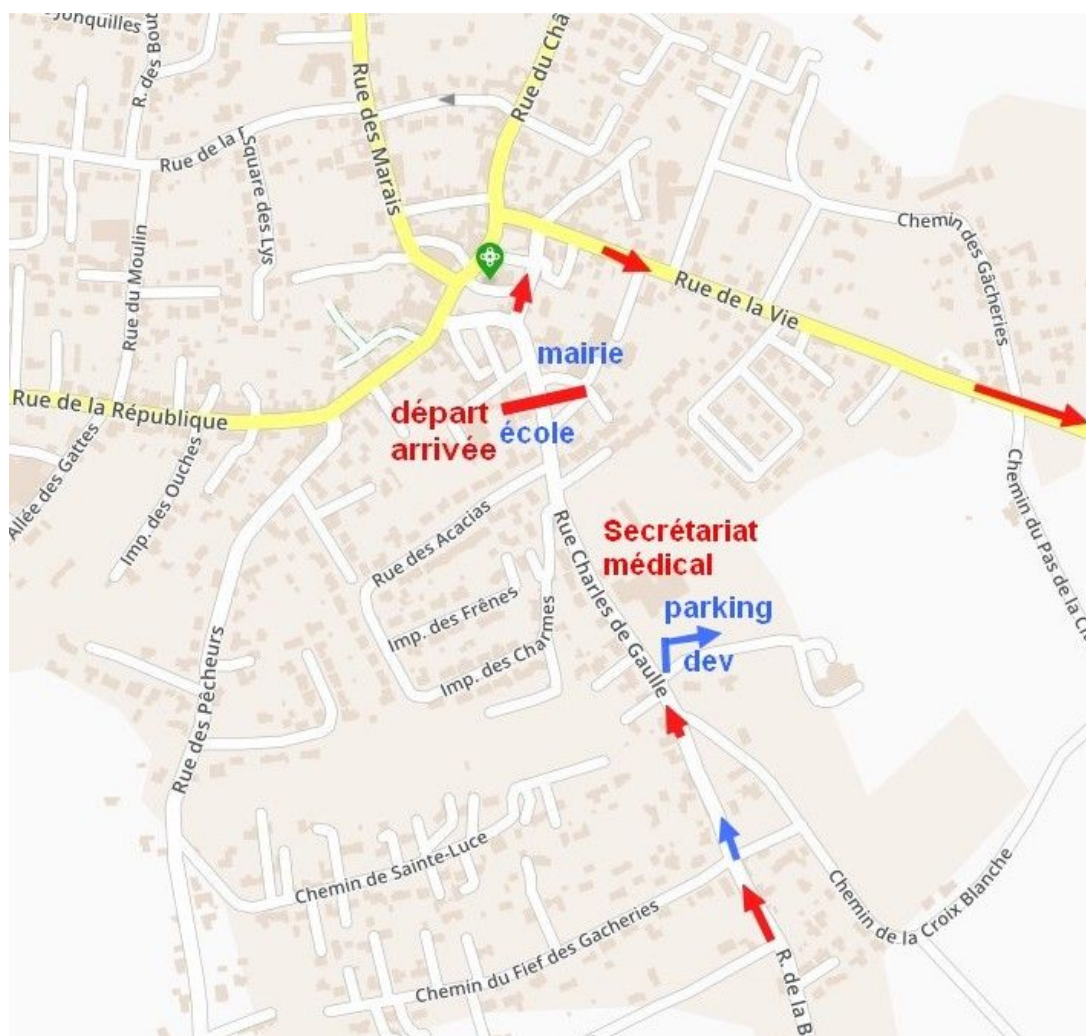 Jonquilles
R. des Bout
Rue des Marais
Rue du Châ
Rue de la
Square des Lys
Rue du Moulin
Chemin des Gâcheries
Rue de la Vie
mairie
Rue de la République
départ
arrivée
école
Allée des Gattes
Imp. des Ouches
Rue des Acacias
Rue Charles de Gaulle
Secrétariat
médical
Chemin du Pas de la C
Imp. des Frênes
parking
dev
Imp. des Charmes
Rue des Pêcheurs
Chemin de Sainte-Luce
Chemin de la Croix Blanche
Chemin du Fief des Gacheries
R. de la B